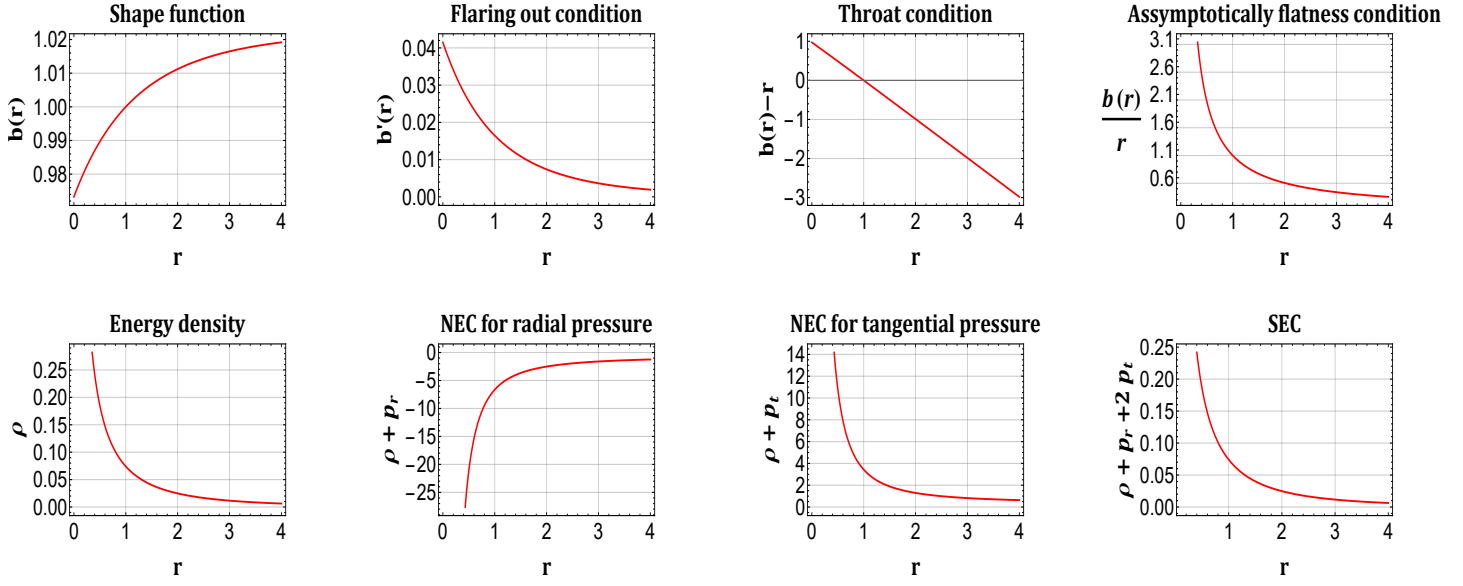 Shape function
b(r)
1.02
1.01
1.00
0.99
0.98
0 1 2 3 4
r
Flaring out condition
b'(r)
0.04
0.03
0.02
0.01
0.00
0 1 2 3 4
r
Throat condition
b(r)−r
1
0
−1
−2
−3
0 1 2 3 4
r
Assymptotically flatness condition
b(r)
r
3.1
2.6
2.1
1.6
1.1
0.6
0 1 2 3 4
r
Energy density
ρ
0.25
0.20
0.15
0.10
0.05
0.00
0 1 2 3 4
r
NEC for radial pressure
ρ + pᵣ
0
−5
−10
−15
−20
−25
0 1 2 3 4
r
NEC for tangential pressure
ρ + pₜ
14
12
10
8
6
4
2
0
0 1 2 3 4
r
SEC
ρ + pᵣ +2 pₜ
0.25
0.20
0.15
0.10
0.05
0.00
1 2 3 4
r